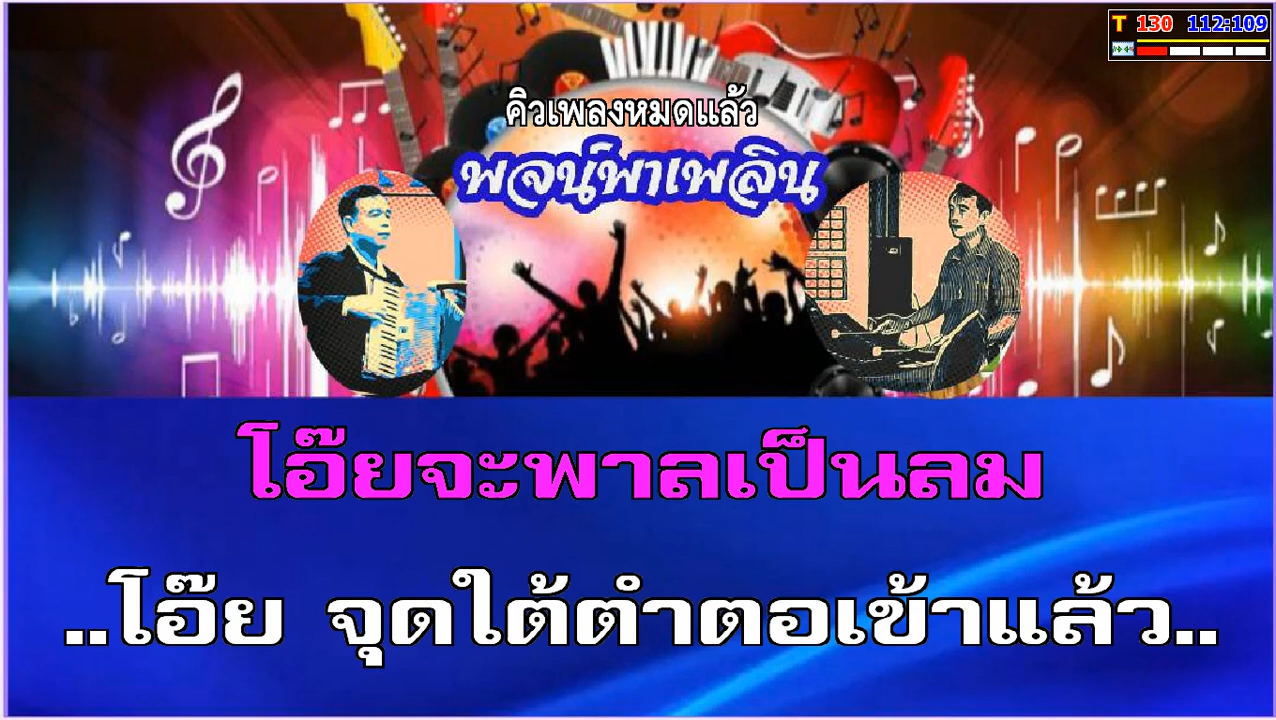 T 130 112:109
คิวเพลงหมดแล้ว
พจน์พาเพลิน
โอ๊ยจะพาลเป็นลม
..โอ๊ย จุดใต้ตำตอเข้าแล้ว..